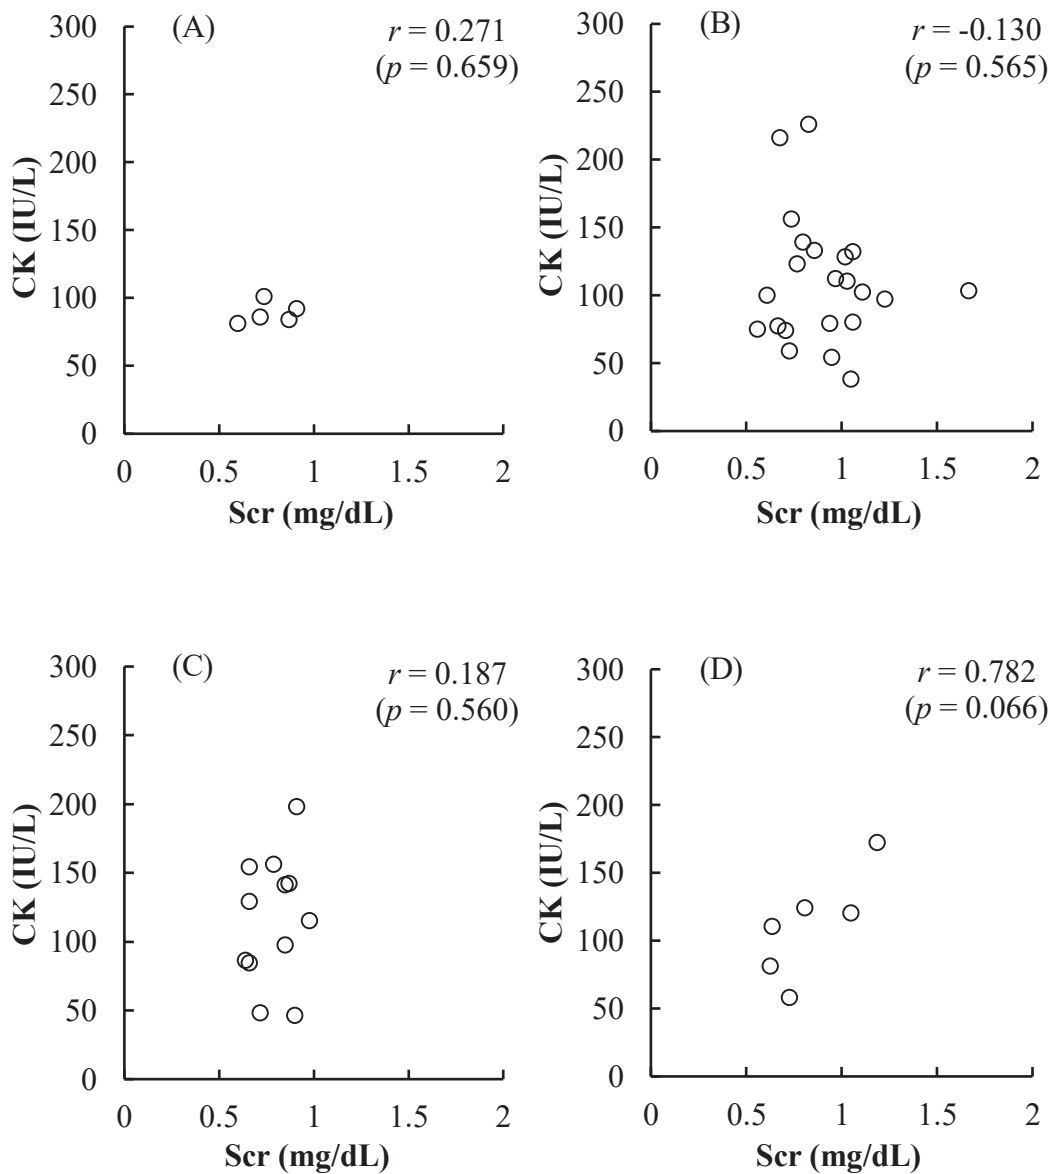 (A)
r = 0.271
(p = 0.659)
300
250
200
150
100
50
0
CK (IU/L)
0 0.5 1 1.5 2
Scr (mg/dL)
(B)
r = -0.130
(p = 0.565)
300
250
200
150
100
50
0
CK (IU/L)
0 0.5 1 1.5 2
Scr (mg/dL)
(C)
r = 0.187
(p = 0.560)
300
250
200
150
100
50
0
CK (IU/L)
0 0.5 1 1.5 2
Scr (mg/dL)
(D)
r = 0.782
(p = 0.066)
300
250
200
150
100
50
0
CK (IU/L)
0 0.5 1 1.5 2
Scr (mg/dL)